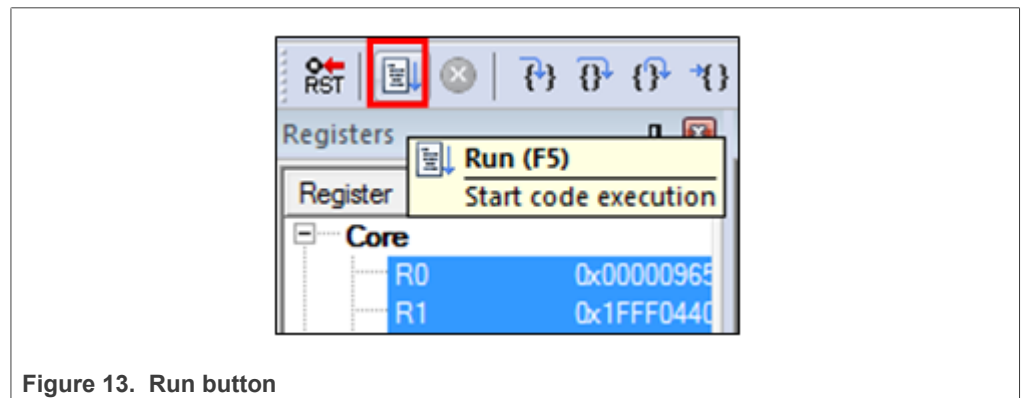 RST
Registers
Run (F5)
Register
Start code execution
Core
R0 0x00000965
R1 0x1FFF0440
Figure 13. Run button